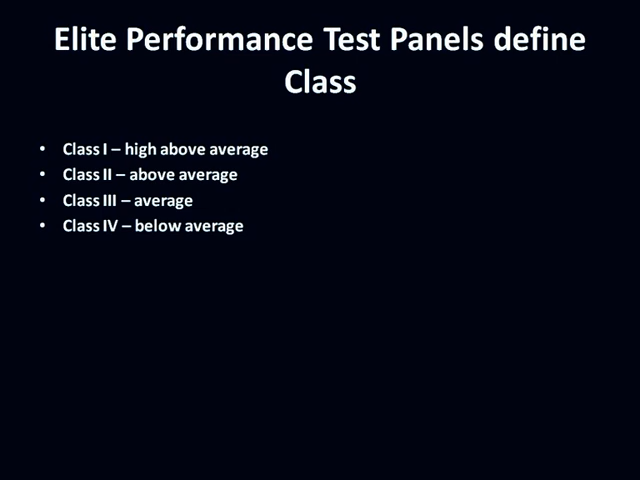 Elite Performance Test Panels define
Class
• Class I – high above average
• Class II – above average
• Class III – average
• Class IV – below average